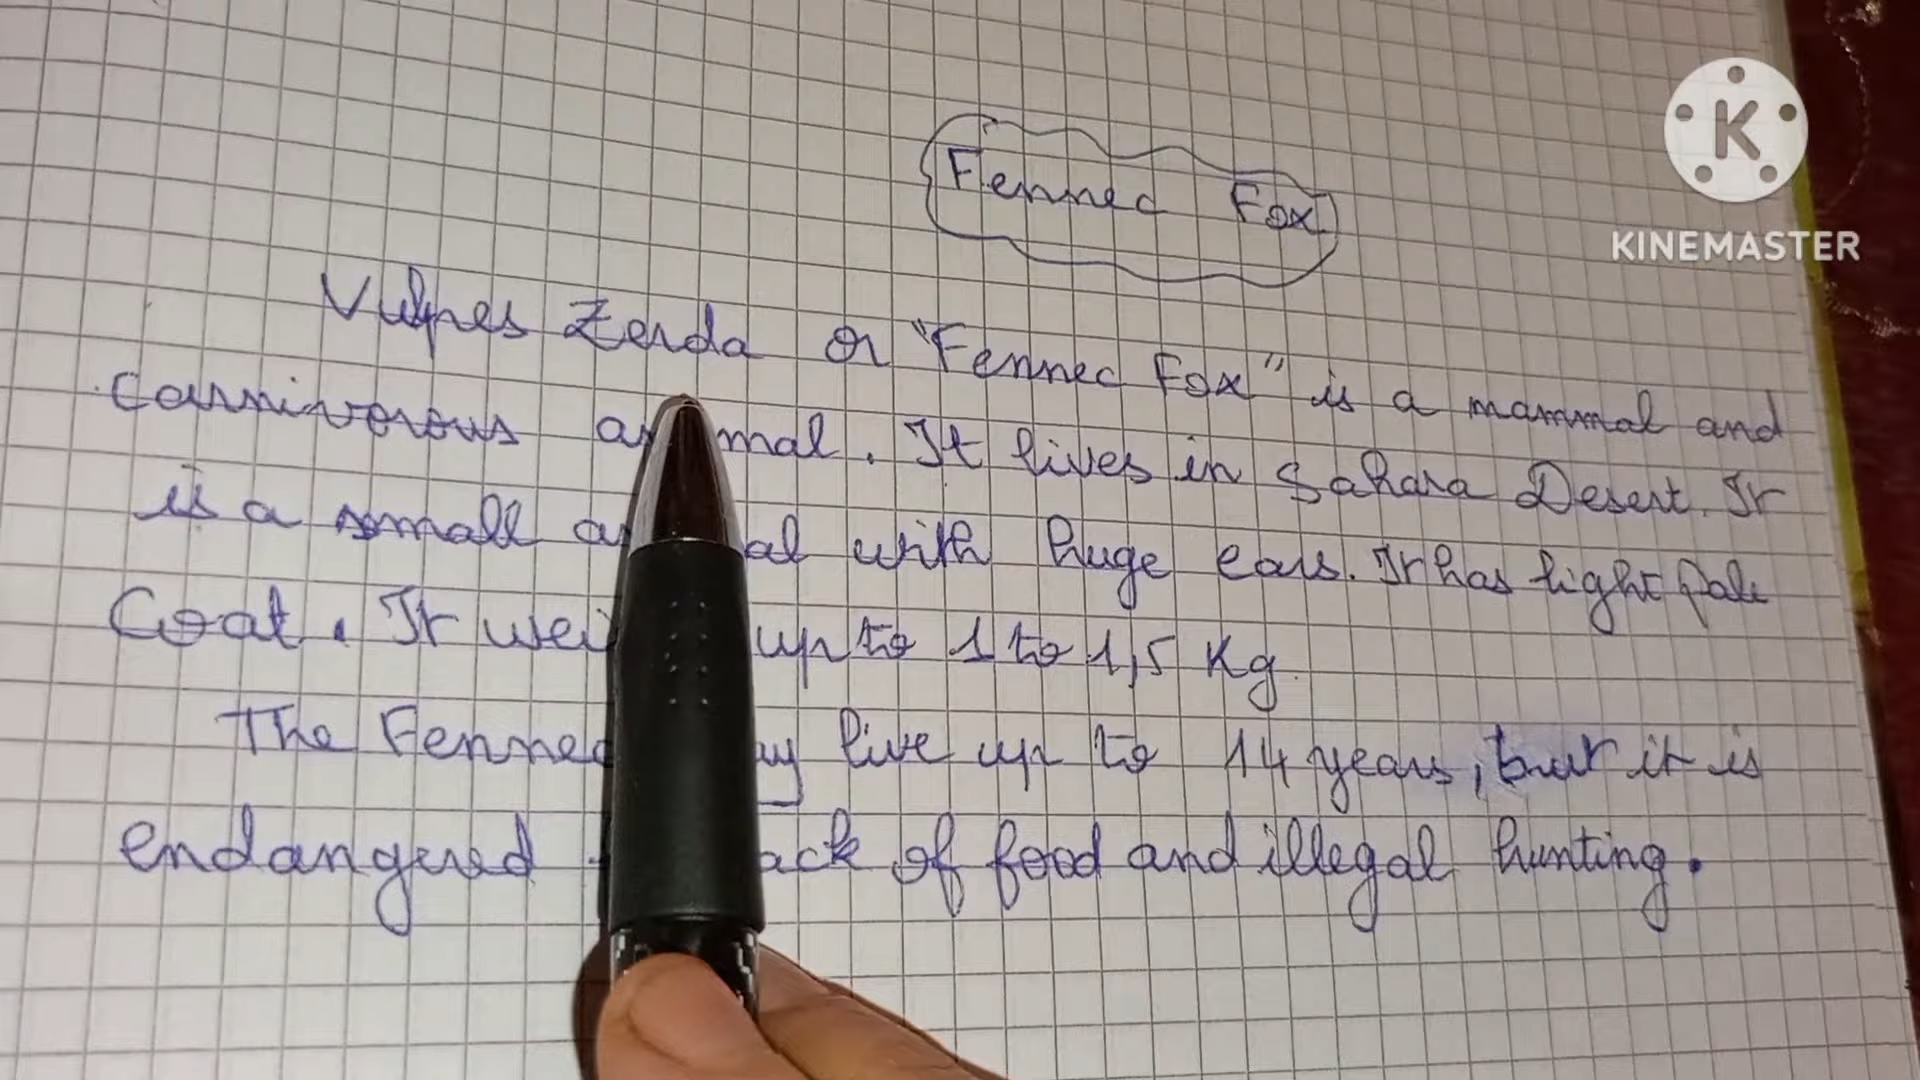 Fennec Fox
KINEMASTER
Vulpes Zerda or "Fennec Fox" is a mammal and
carnivorous mal. It lives in Sahara Desert. It
is a small al with huge ears. It has light pale
Coat. It wei up to 1 to 1,5 Kg.
The Fennec y live up to 14 years, but it is
endangered ack of food and illegal hunting.